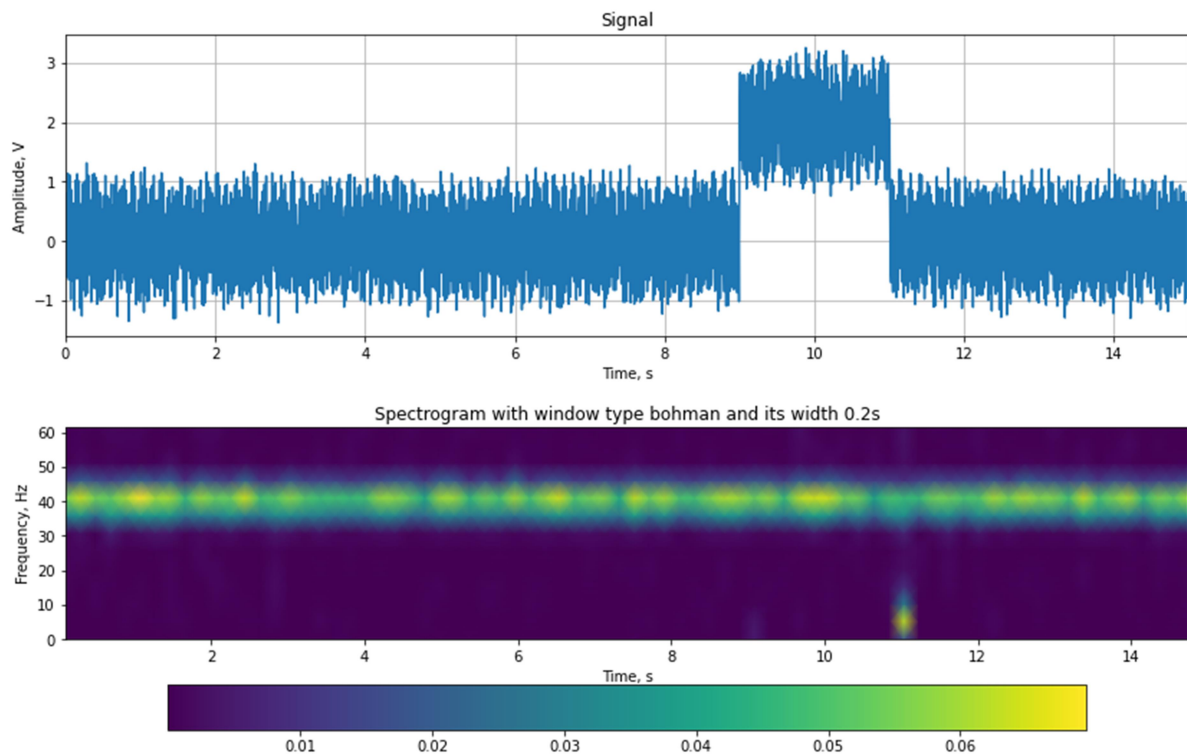 Signal
3
2
1
0
−1
Amplitude, V
0 2 4 6 8 10 12 14
Time, s
Spectrogram with window type bohman and its width 0.2s
60
50
40
30
20
10
0
Frequency, Hz
2 4 6 8 10 12 14
Time, s
0.01 0.02 0.03 0.04 0.05 0.06